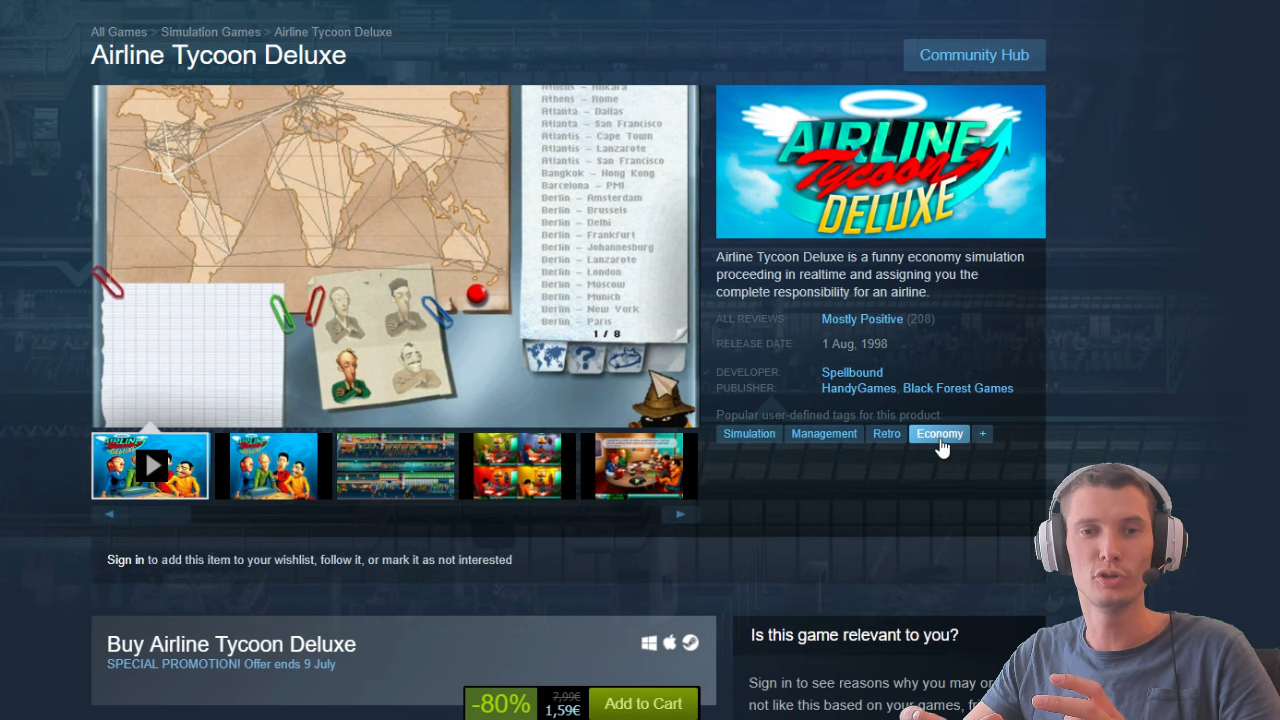 All Games > Simulation Games > Airline Tycoon Deluxe
Airline Tycoon Deluxe
Community Hub
Athens – Ankara
Athens – Rome
Atlanta – Dallas
Atlanta – San Francisco
Atlantis – Cape Town
Atlantis – Lanzarote
Atlantis – San Francisco
Bangkok – Hong Kong
Barcelona – PMI
Berlin – Amsterdam
Berlin – Brussels
Berlin – Delhi
Berlin – Frankfurt
Berlin – Johannesburg
Berlin – Lanzarote
Berlin – London
Berlin – Moscow
Berlin – Munich
Berlin – New York
Berlin – Paris
1 / 8
?
AIRLINE
Tycoon
DELUXE
Airline Tycoon Deluxe is a funny economy simulation
proceeding in realtime and assigning you the
complete responsibility for an airline.
ALL REVIEWS: Mostly Positive (208)
RELEASE DATE: 1 Aug, 1998
DEVELOPER: Spellbound
PUBLISHER: HandyGames, Black Forest Games
Popular user-defined tags for this product:
Simulation Management Retro Economy +
Sign in to add this item to your wishlist, follow it, or mark it as not interested
Buy Airline Tycoon Deluxe
SPECIAL PROMOTION! Offer ends 9 July
-80% 7,99€ 1,59€ Add to Cart
Is this game relevant to you?
Sign in to see reasons why you may or
not like this based on your games,